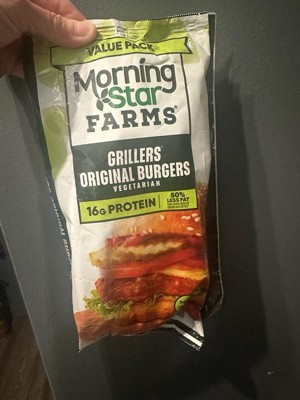 VALUE PACK
Morning
Star
FARMS®
GRILLERS®
ORIGINAL BURGERS
VEGETARIAN
16G PROTEIN
50%
LESS FAT